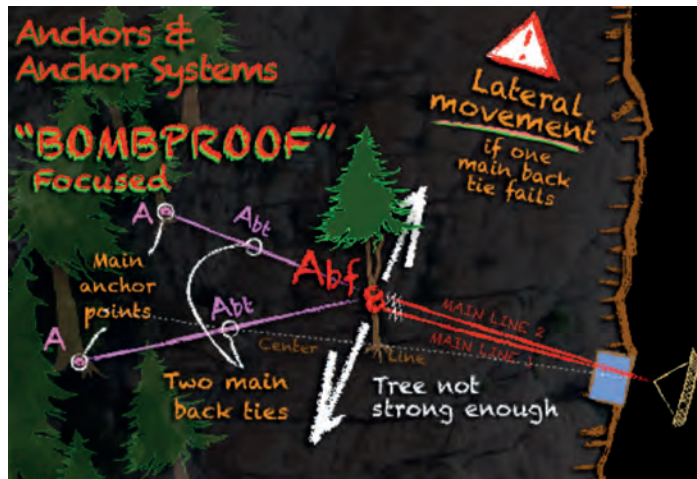 Anchors &
Anchor Systems
"BOMBPROOF"
Focused
Lateral
movement
if one
main back
tie fails
A
Abt
Abf
Main
anchor
points
Abt
A
MAIN LINE 2
MAIN LINE 1
Center Line
Two main
back ties
Tree not
strong enough